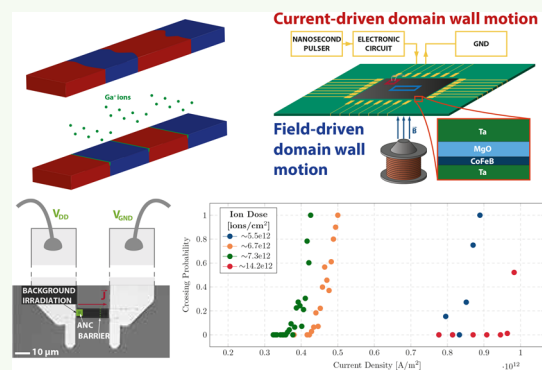 Current-driven domain wall motion
NANOSECOND
PULSER
ELECTRONIC
CIRCUIT
GND
Ga⁺ ions
Field-driven
domain wall
motion
B
Ta
MgO
CoFeB
Ta
V_DD
V_GND
BACKGROUND
IRRADIATION
j
ANC
BARRIER
10 μm
Ion Dose
[ions/cm²]
~5.5e12
~6.7e12
~7.3e12
~14.2e12
Crossing Probability
1
0.8
0.6
0.4
0.2
0
0.2
0.3
0.4
0.5
0.6
0.7
0.8
0.9
1
Current Density [A/m²]
·10¹²